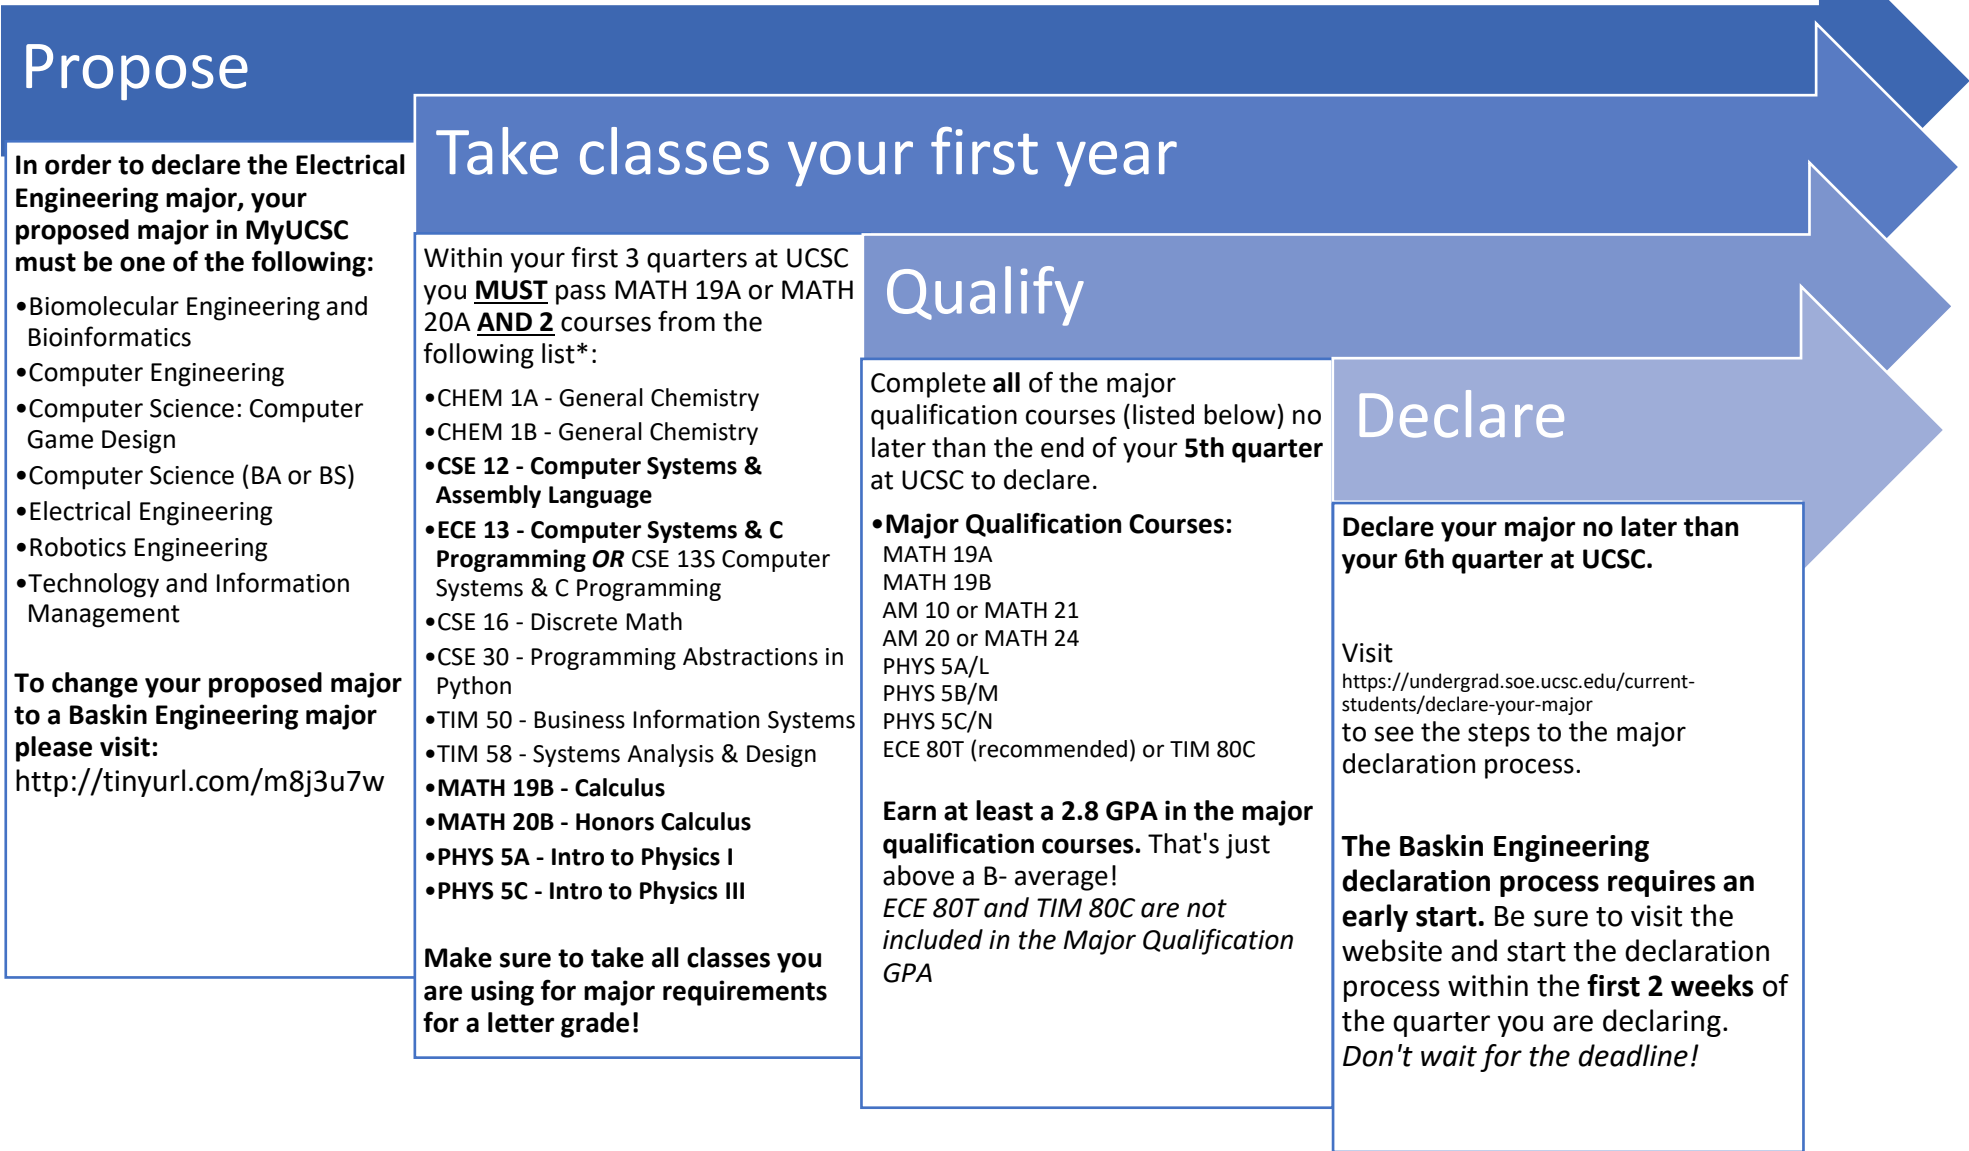 Propose
In order to declare the Electrical
Engineering major, your
proposed major in MyUCSC
must be one of the following:
•Biomolecular Engineering and
Bioinformatics
•Computer Engineering
•Computer Science: Computer
Game Design
•Computer Science (BA or BS)
•Electrical Engineering
•Robotics Engineering
•Technology and Information
Management
To change your proposed major
to a Baskin Engineering major
please visit:
http://tinyurl.com/m8j3u7w
Take classes your first year
Within your first 3 quarters at UCSC
you MUST pass MATH 19A or MATH
20A AND 2 courses from the
following list*:
•CHEM 1A - General Chemistry
•CHEM 1B - General Chemistry
•CSE 12 - Computer Systems &
Assembly Language
•ECE 13 - Computer Systems & C
Programming OR CSE 13S Computer
Systems & C Programming
•CSE 16 - Discrete Math
•CSE 30 - Programming Abstractions in
Python
•TIM 50 - Business Information Systems
•TIM 58 - Systems Analysis & Design
•MATH 19B - Calculus
•MATH 20B - Honors Calculus
•PHYS 5A - Intro to Physics I
•PHYS 5C - Intro to Physics III
Make sure to take all classes you
are using for major requirements
for a letter grade!
Qualify
Complete all of the major
qualification courses (listed below) no
later than the end of your 5th quarter
at UCSC to declare.
•Major Qualification Courses:
MATH 19A
MATH 19B
AM 10 or MATH 21
AM 20 or MATH 24
PHYS 5A/L
PHYS 5B/M
PHYS 5C/N
ECE 80T (recommended) or TIM 80C
Earn at least a 2.8 GPA in the major
qualification courses. That's just
above a B- average!
ECE 80T and TIM 80C are not
included in the Major Qualification
GPA
Declare
Declare your major no later than
your 6th quarter at UCSC.
Visit
https://undergrad.soe.ucsc.edu/current-
students/declare-your-major
to see the steps to the major
declaration process.
The Baskin Engineering
declaration process requires an
early start. Be sure to visit the
website and start the declaration
process within the first 2 weeks of
the quarter you are declaring.
Don't wait for the deadline!